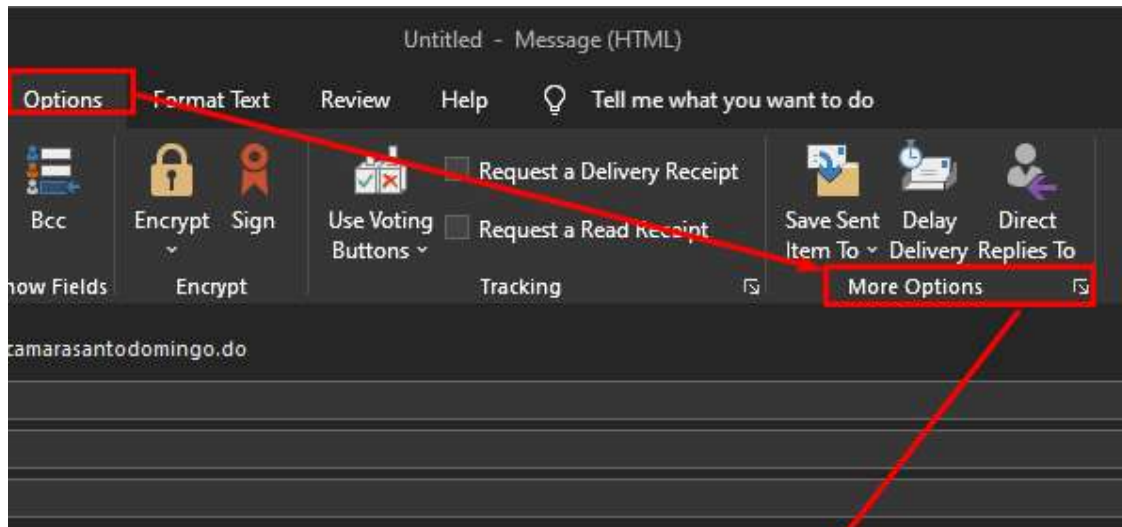 Untitled - Message (HTML)
Options Format Text Review Help Tell me what you want to do
Request a Delivery Receipt
Bcc Encrypt Sign Use Voting Save Sent Delay Direct
Request a Read Receipt
Buttons Item To Delivery Replies To
how Fields Encrypt Tracking More Options
camarasantodomingo.do